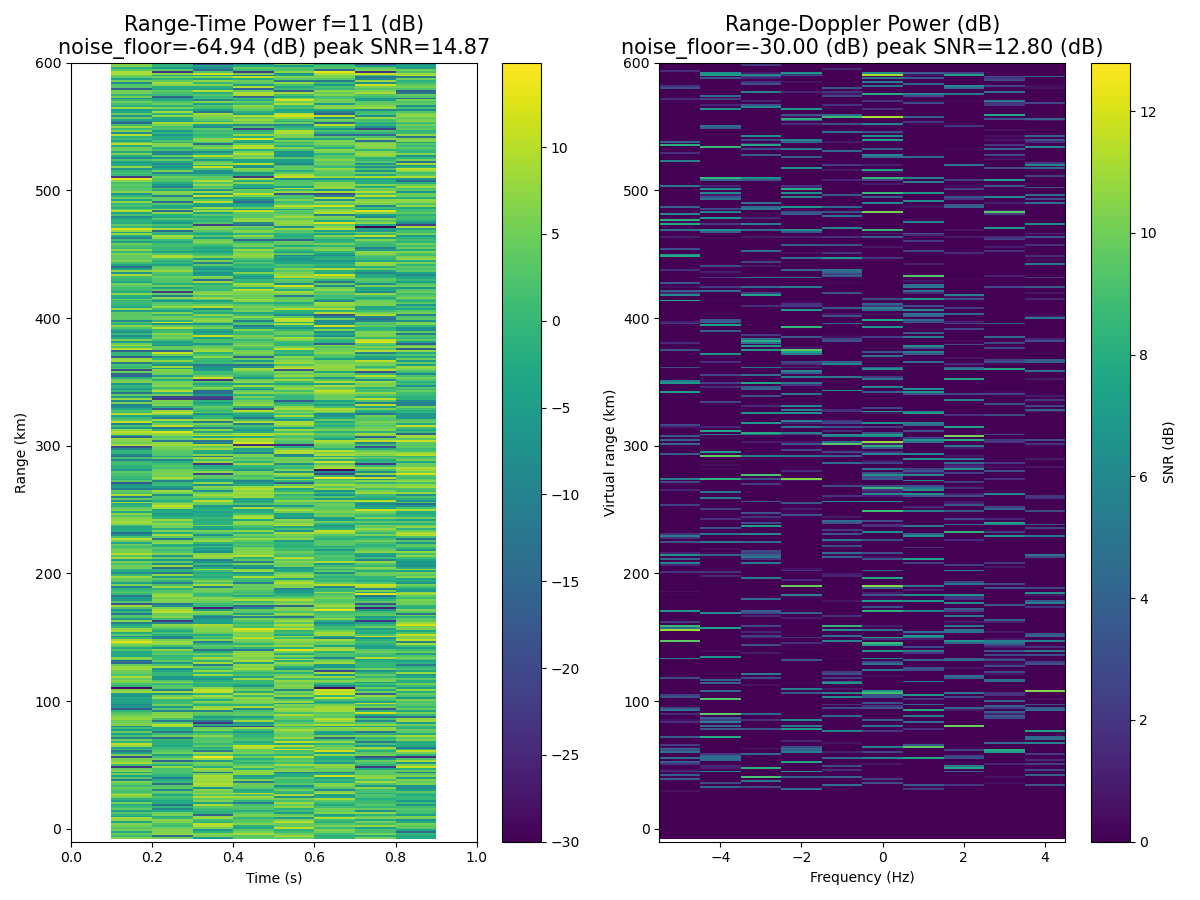 Range-Time Power f=11 (dB)
noise_floor=-64.94 (dB) peak SNR=14.87
Range-Doppler Power (dB)
noise_floor=-30.00 (dB) peak SNR=12.80 (dB)
Range (km)
600
500
400
300
200
100
0
0.0 0.2 0.4 0.6 0.8 1.0
Time (s)
10
5
0
−5
−10
−15
−20
−25
−30
Virtual range (km)
600
500
400
300
200
100
0
−4 −2 0 2 4
Frequency (Hz)
12
10
8
6
4
2
0
SNR (dB)